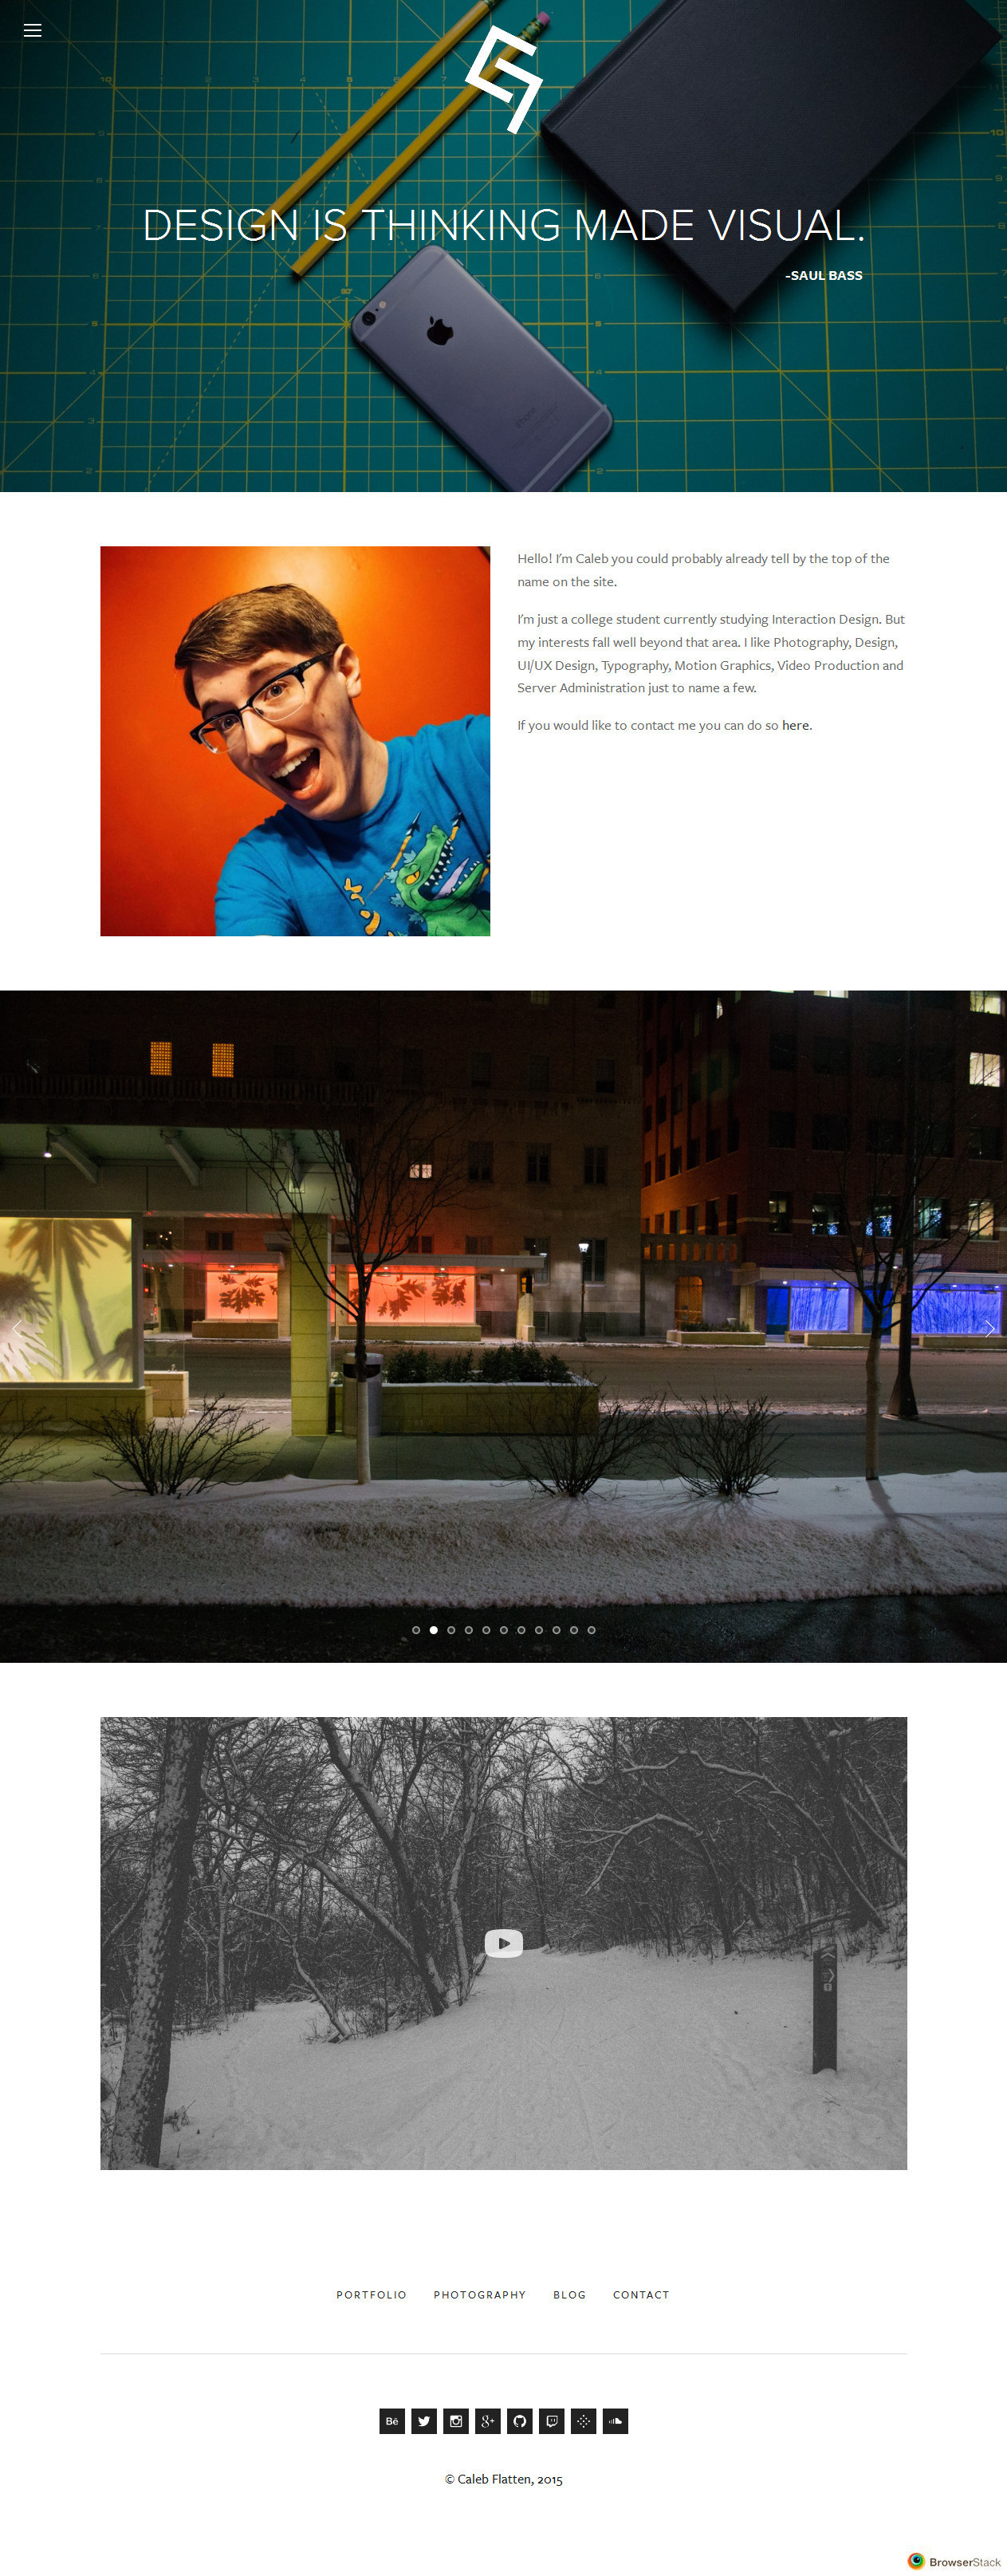 DESIGN IS THINKING MADE VISUAL.
-SAUL BASS
Hello! I'm Caleb you could probably already tell by the top of the
name on the site.
I'm just a college student currently studying Interaction Design. But
my interests fall well beyond that area. I like Photography, Design,
UI/UX Design, Typography, Motion Graphics, Video Production and
Server Administration just to name a few.
If you would like to contact me you can do so here.
PORTFOLIO PHOTOGRAPHY BLOG CONTACT
© Caleb Flatten, 2015
BrowserStack